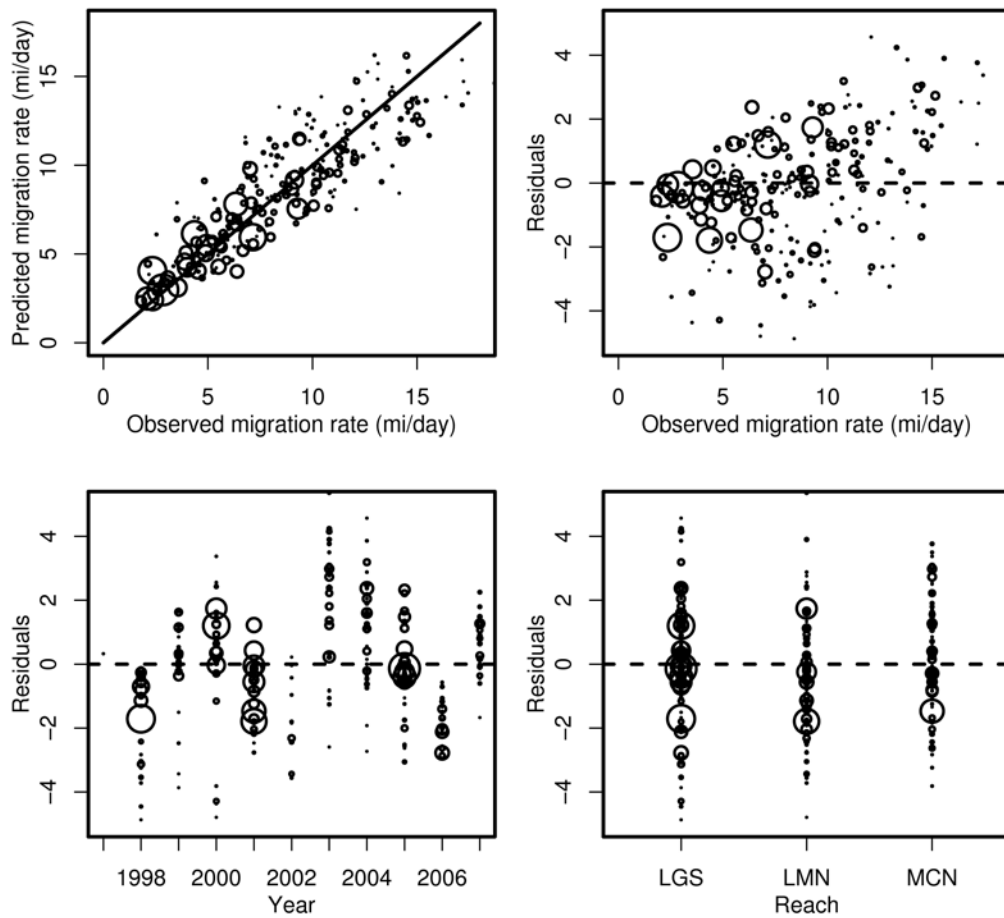 Predicted migration rate (mi/day)
0 5 10 15
0 5 10 15
Observed migration rate (mi/day)
Residuals
−4 −2 0 2 4
0 5 10 15
Observed migration rate (mi/day)
Residuals
−4 −2 0 2 4
1998 2000 2002 2004 2006
Year
Residuals
−4 −2 0 2 4
LGS LMN MCN
Reach